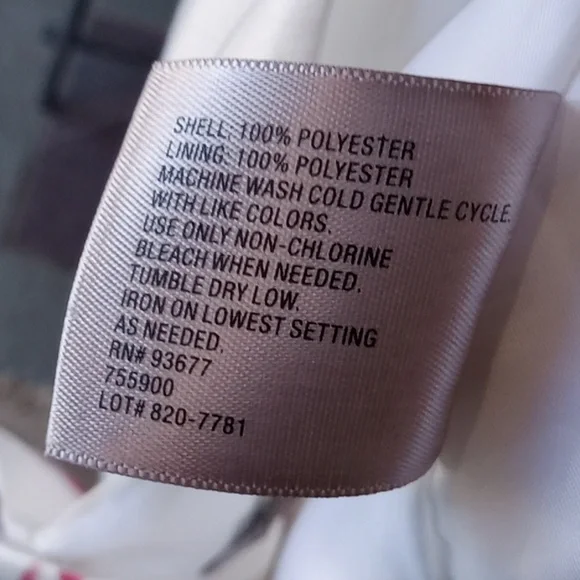 SHELL: 100% POLYESTER
LINING: 100% POLYESTER
MACHINE WASH COLD GENTLE CYCLE.
WITH LIKE COLORS.
USE ONLY NON-CHLORINE
BLEACH WHEN NEEDED.
TUMBLE DRY LOW.
IRON ON LOWEST SETTING
AS NEEDED.
RN# 93677
755900
LOT# 820-7781